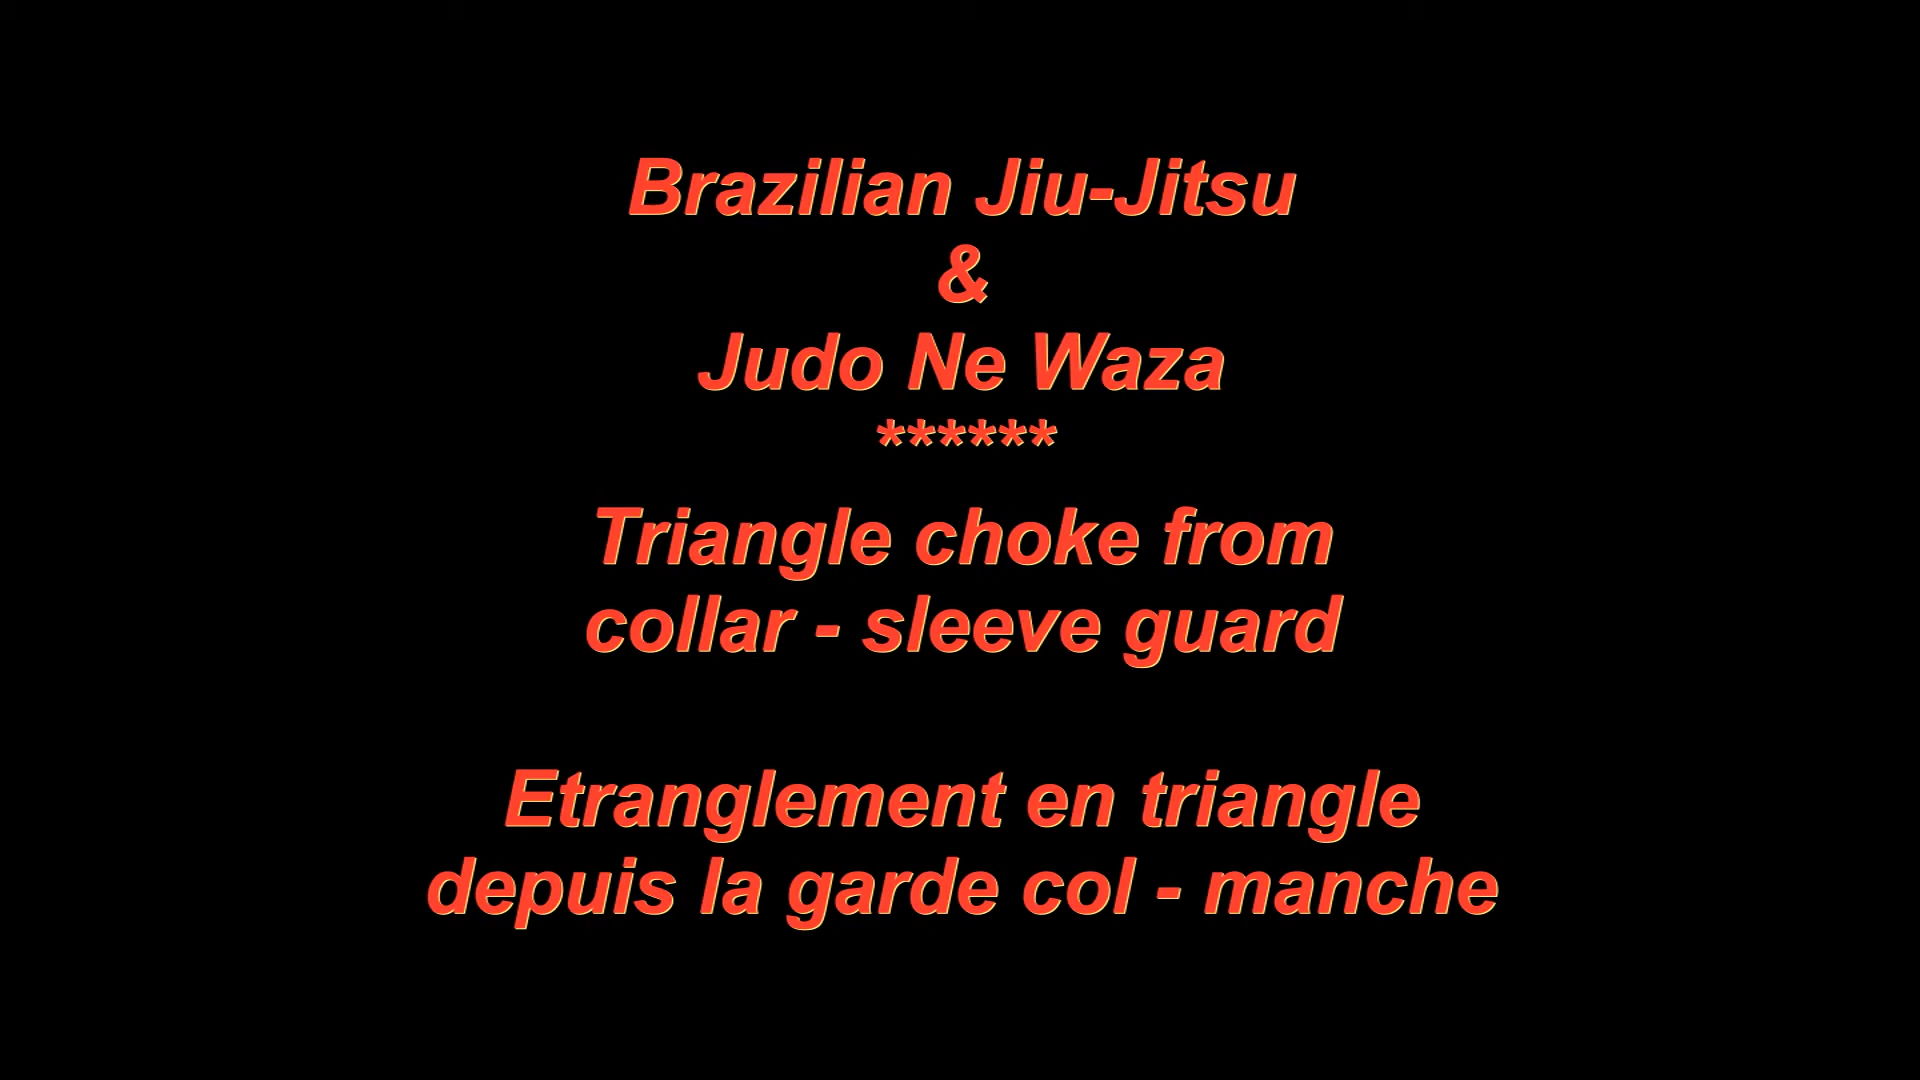 Brazilian Jiu-Jitsu
&
Judo Ne Waza
******
Triangle choke from
collar - sleeve guard
Etranglement en triangle
depuis la garde col - manche